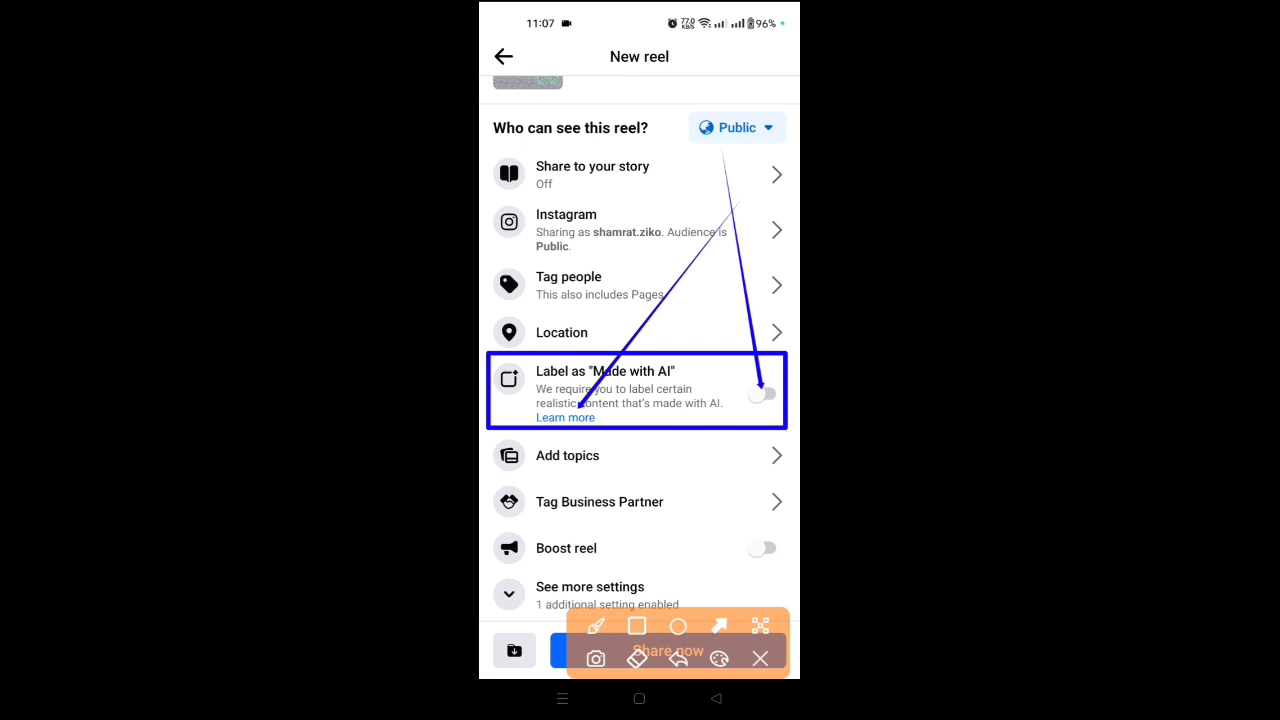 11:07
77.0 KB/S
96%
New reel
Who can see this reel?
Public
Share to your story
Off
Instagram
Sharing as shamrat.ziko. Audience is
Public.
Tag people
This also includes Pages.
Location
Label as "Made with AI"
We require you to label certain
realistic content that's made with AI.
Learn more
Add topics
Tag Business Partner
Boost reel
See more settings
1 additional setting enabled
Share now